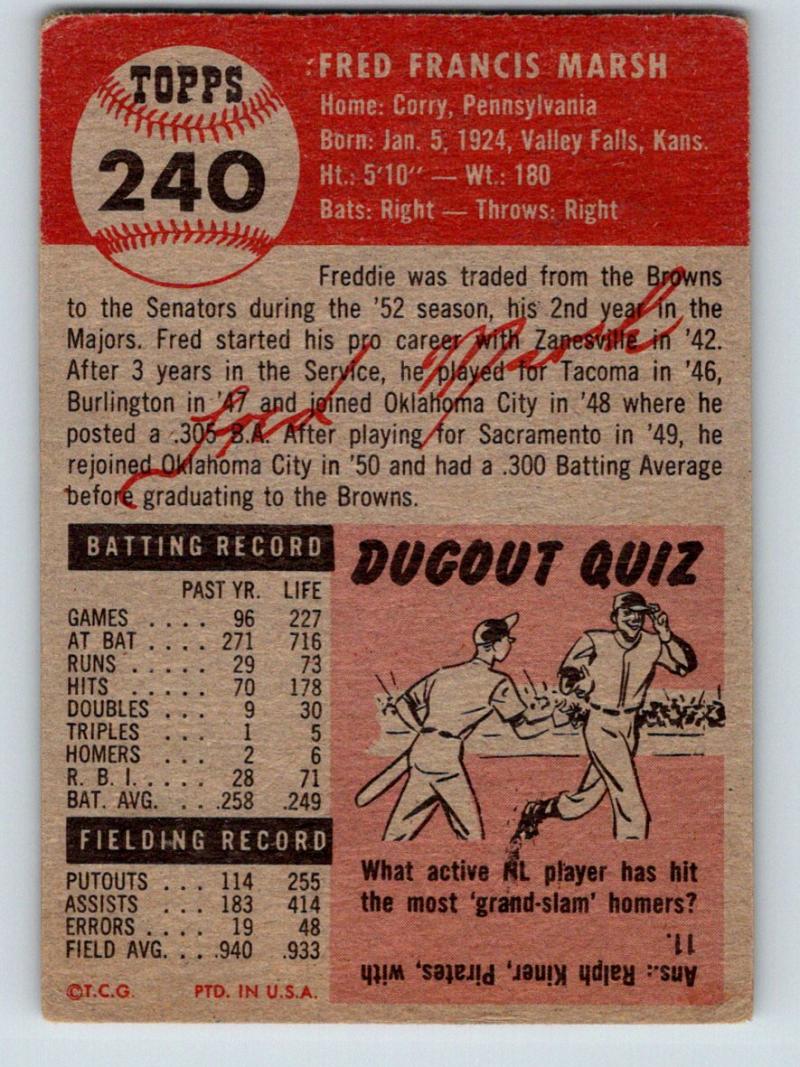 TOPPS
240
FRED FRANCIS MARSH
Home: Corry, Pennsylvania
Born: Jan. 5, 1924, Valley Falls, Kans.
Ht.: 5'10" — Wt.: 180
Bats: Right — Throws: Right
Freddie was traded from the Browns
to the Senators during the '52 season, his 2nd year in the
Majors. Fred started his pro career with Zanesville in '42.
After 3 years in the Service, he played for Tacoma in '46,
Burlington in '47 and joined Oklahoma City in '48 where he
posted a .305 B.A. After playing for Sacramento in '49, he
rejoined Oklahoma City in '50 and had a .300 Batting Average
before graduating to the Browns.
Fred Marsh
BATTING RECORD
PAST YR. LIFE
GAMES .... 96 227
AT BAT .... 271 716
RUNS ..... 29 73
HITS ..... 70 178
DOUBLES ... 9 30
TRIPLES ... 1 5
HOMERS ... 2 6
R. B. I. .... 28 71
BAT. AVG. ... .258 .249
FIELDING RECORD
PUTOUTS ... 114 255
ASSISTS ... 183 414
ERRORS .... 19 48
FIELD AVG. ... .940 .933
©T.C.G. PTD. IN U.S.A.
DUGOUT QUIZ
What active NL player has hit
the most 'grand-slam' homers?
Ans.: Ralph Kiner, Pirates, with
11.